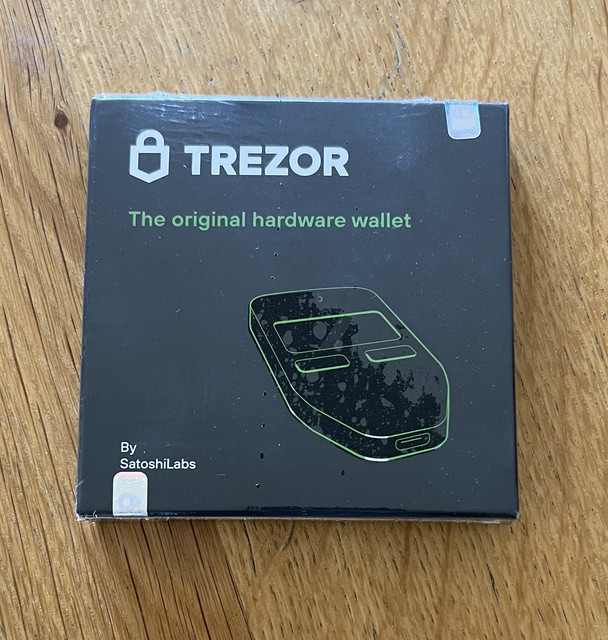 TREZOR
The original hardware wallet
By
SatoshiLabs